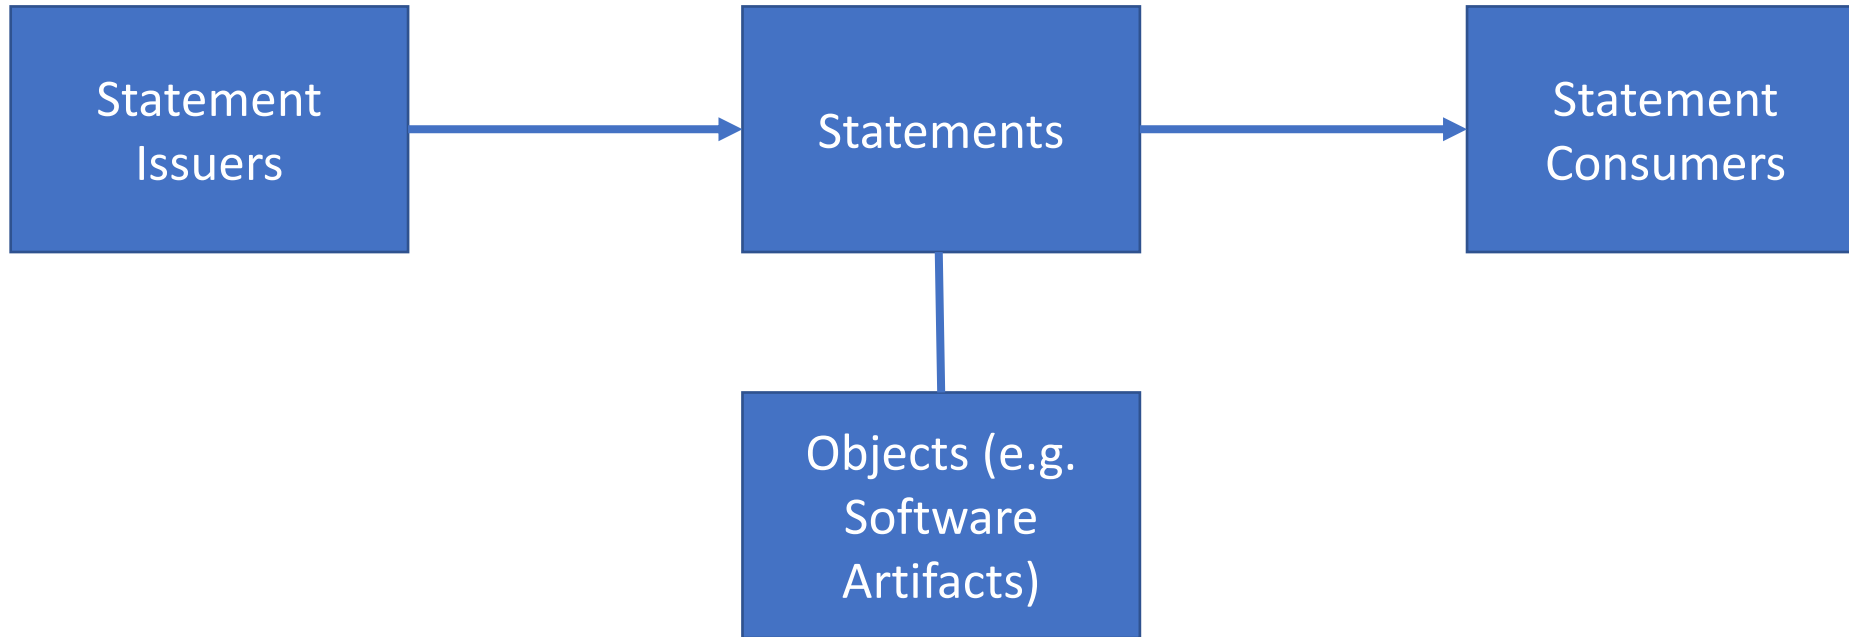 Statement
Issuers
Statements
Statement
Consumers
Objects (e.g.
Software
Artifacts)